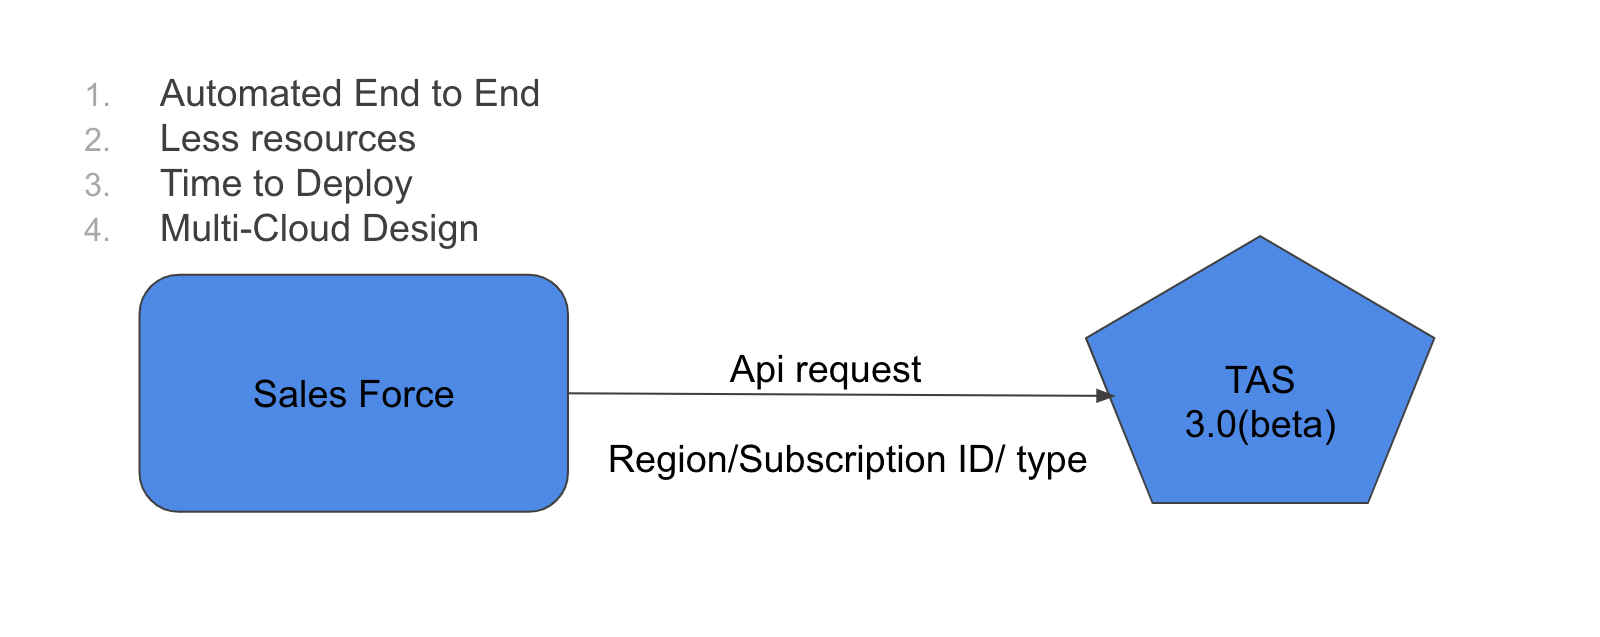 1. Automated End to End
2. Less resources
3. Time to Deploy
4. Multi-Cloud Design
Sales Force
Api request
Region/Subscription ID/ type
TAS
3.0(beta)